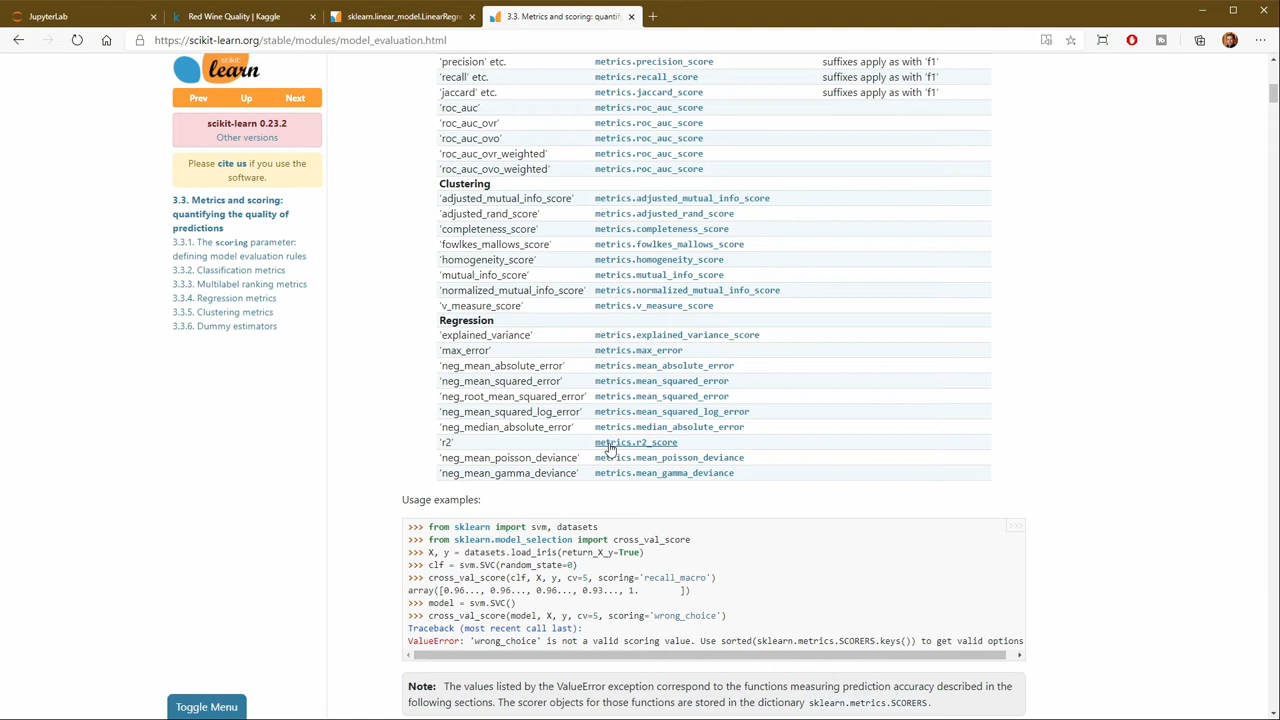 JupyterLab
Red Wine Quality | Kaggle
sklearn.linear_model.LinearRegre
3.3. Metrics and scoring: quantify
https://scikit-learn.org/stable/modules/model_evaluation.html
scikit
learn
Prev Up Next
scikit-learn 0.23.2
Other versions
Please cite us if you use the
software.
3.3. Metrics and scoring:
quantifying the quality of
predictions
3.3.1. The scoring parameter:
defining model evaluation rules
3.3.2. Classification metrics
3.3.3. Multilabel ranking metrics
3.3.4. Regression metrics
3.3.5. Clustering metrics
3.3.6. Dummy estimators
Toggle Menu
'precision' etc. metrics.precision_score suffixes apply as with 'f1'
'recall' etc. metrics.recall_score suffixes apply as with 'f1'
'jaccard' etc. metrics.jaccard_score suffixes apply as with 'f1'
'roc_auc' metrics.roc_auc_score
'roc_auc_ovr' metrics.roc_auc_score
'roc_auc_ovo' metrics.roc_auc_score
'roc_auc_ovr_weighted' metrics.roc_auc_score
'roc_auc_ovo_weighted' metrics.roc_auc_score
Clustering
'adjusted_mutual_info_score' metrics.adjusted_mutual_info_score
'adjusted_rand_score' metrics.adjusted_rand_score
'completeness_score' metrics.completeness_score
'fowlkes_mallows_score' metrics.fowlkes_mallows_score
'homogeneity_score' metrics.homogeneity_score
'mutual_info_score' metrics.mutual_info_score
'normalized_mutual_info_score' metrics.normalized_mutual_info_score
'v_measure_score' metrics.v_measure_score
Regression
'explained_variance' metrics.explained_variance_score
'max_error' metrics.max_error
'neg_mean_absolute_error' metrics.mean_absolute_error
'neg_mean_squared_error' metrics.mean_squared_error
'neg_root_mean_squared_error' metrics.mean_squared_error
'neg_mean_squared_log_error' metrics.mean_squared_log_error
'neg_median_absolute_error' metrics.median_absolute_error
'r2' metrics.r2_score
'neg_mean_poisson_deviance' metrics.mean_poisson_deviance
'neg_mean_gamma_deviance' metrics.mean_gamma_deviance
Usage examples:
>>>
>>> from sklearn import svm, datasets
>>> from sklearn.model_selection import cross_val_score
>>> X, y = datasets.load_iris(return_X_y=True)
>>> clf = svm.SVC(random_state=0)
>>> cross_val_score(clf, X, y, cv=5, scoring='recall_macro')
array([0.96..., 0.96..., 0.96..., 0.93..., 1. ])
>>> model = svm.SVC()
>>> cross_val_score(model, X, y, cv=5, scoring='wrong_choice')
Traceback (most recent call last):
ValueError: 'wrong_choice' is not a valid scoring value. Use sorted(sklearn.metrics.SCORERS.keys()) to get valid options
Note: The values listed by the ValueError exception correspond to the functions measuring prediction accuracy described in the
following sections. The scorer objects for those functions are stored in the dictionary sklearn.metrics.SCORERS.